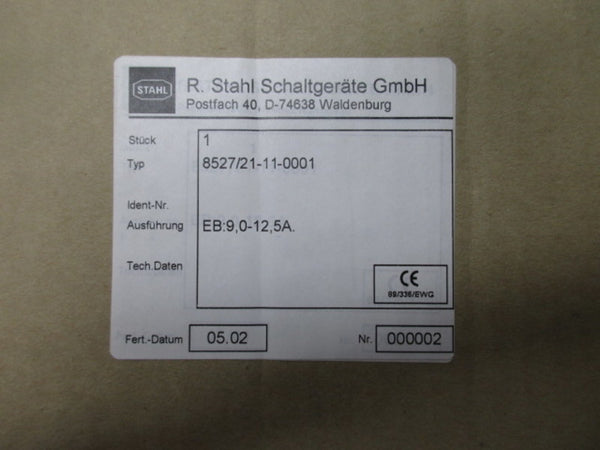 STAHL
R. Stahl Schaltgeräte GmbH
Postfach 40, D-74638 Waldenburg
Stück 1
Typ 8527/21-11-0001
Ident-Nr.
Ausführung EB:9,0-12,5A.
Tech.Daten
CE
89/336/EWG
Fert.-Datum 05.02 Nr. 000002